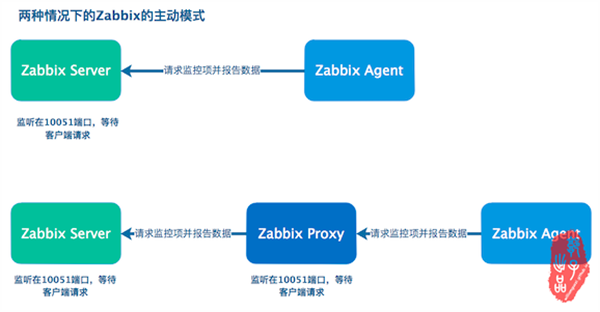 两种情况下的Zabbix的主动模式
Zabbix Server
请求监控项并报告数据
Zabbix Agent
监听在10051端口，等待
客户端请求
Zabbix Server
请求监控项并报告数据
Zabbix Proxy
请求监控项并报告数据
Zabbix Agent
监听在10051端口，等待
客户端请求
监听在10051端口，等待
客户端请求